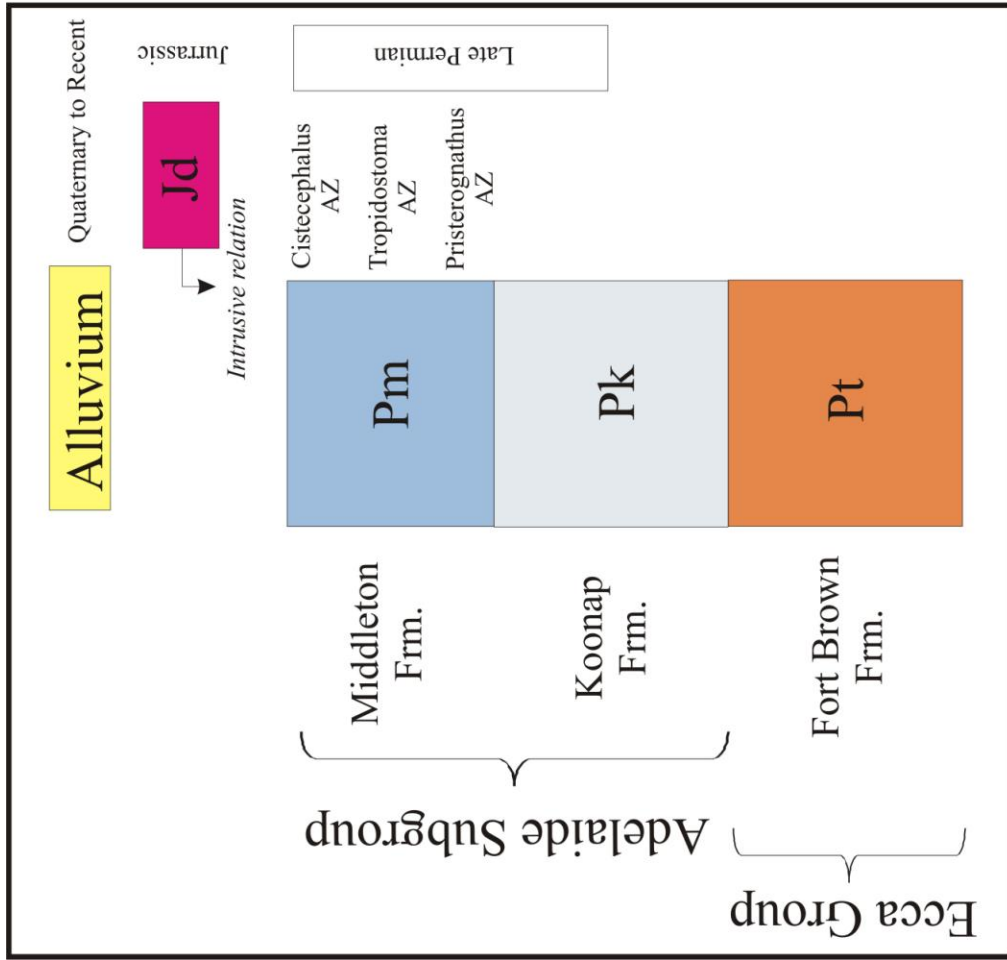 Alluvium
Quaternary to Recent
Jd
Jurrassic
Intrusive relation
Adelaide Subgroup
Middleton
Frm.
Pm
Cistecephalus
AZ
Tropidostoma
AZ
Pristerognathus
AZ
Late Permian
Koonap
Frm.
Pk
Ecca Group
Fort Brown
Frm.
Pt